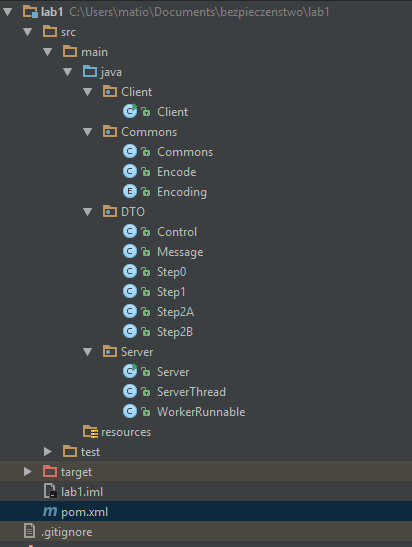 lab1 C:\Users\matio\Documents\bezpieczenstwo\lab1
src
main
java
Client
Client
Commons
Commons
Encode
Encoding
DTO
Control
Message
Step0
Step1
Step2A
Step2B
Server
Server
ServerThread
WorkerRunnable
resources
test
target
lab1.iml
pom.xml
.gitignore